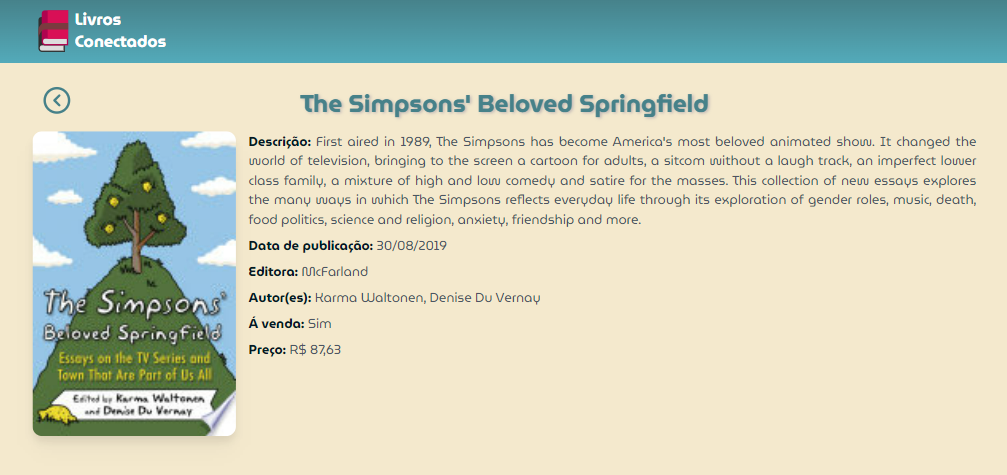 Livros
Conectados
The Simpsons' Beloved Springfield
Descrição: First aired in 1989, The Simpsons has become America's most beloved animated show. It changed the
world of television, bringing to the screen a cartoon for adults, a sitcom without a laugh track, an imperfect lower
class family, a mixture of high and low comedy and satire for the masses. This collection of new essays explores
the many ways in which The Simpsons reflects everyday life through its exploration of gender roles, music, death,
food politics, science and religion, anxiety, friendship and more.
Data de publicação: 30/08/2019
Editora: McFarland
Autor(es): Karma Waltonen, Denise Du Vernay
Á venda: Sim
Preço: R$ 87,63
The Simpsons'
Beloved Springfield
Essays on the TV Series and
Town That Are Part of Us All
Edited by Karma Waltonen
and Denise Du Vernay